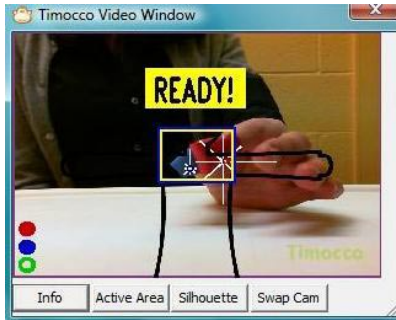 Timocco Video Window
READY!
Timocco
Info Active Area Silhouette Swap Cam